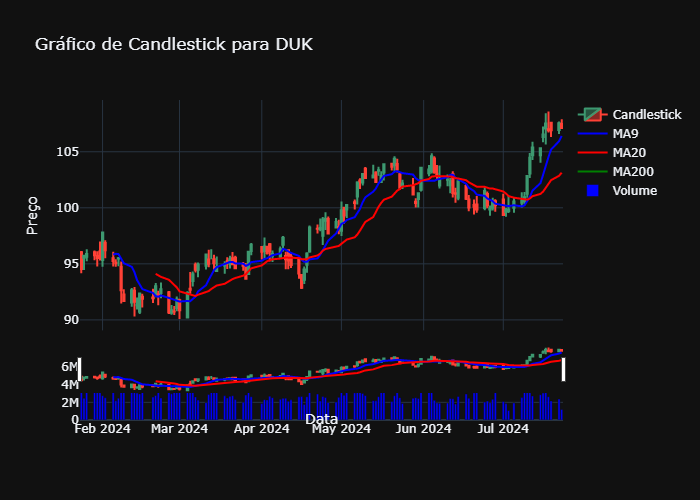 Gráfico de Candlestick para DUK
Candlestick
MA9
MA20
MA200
Volume
Preço
105
100
95
90
6M
4M
2M
0
Data
Feb 2024 Mar 2024 Apr 2024 May 2024 Jun 2024 Jul 2024